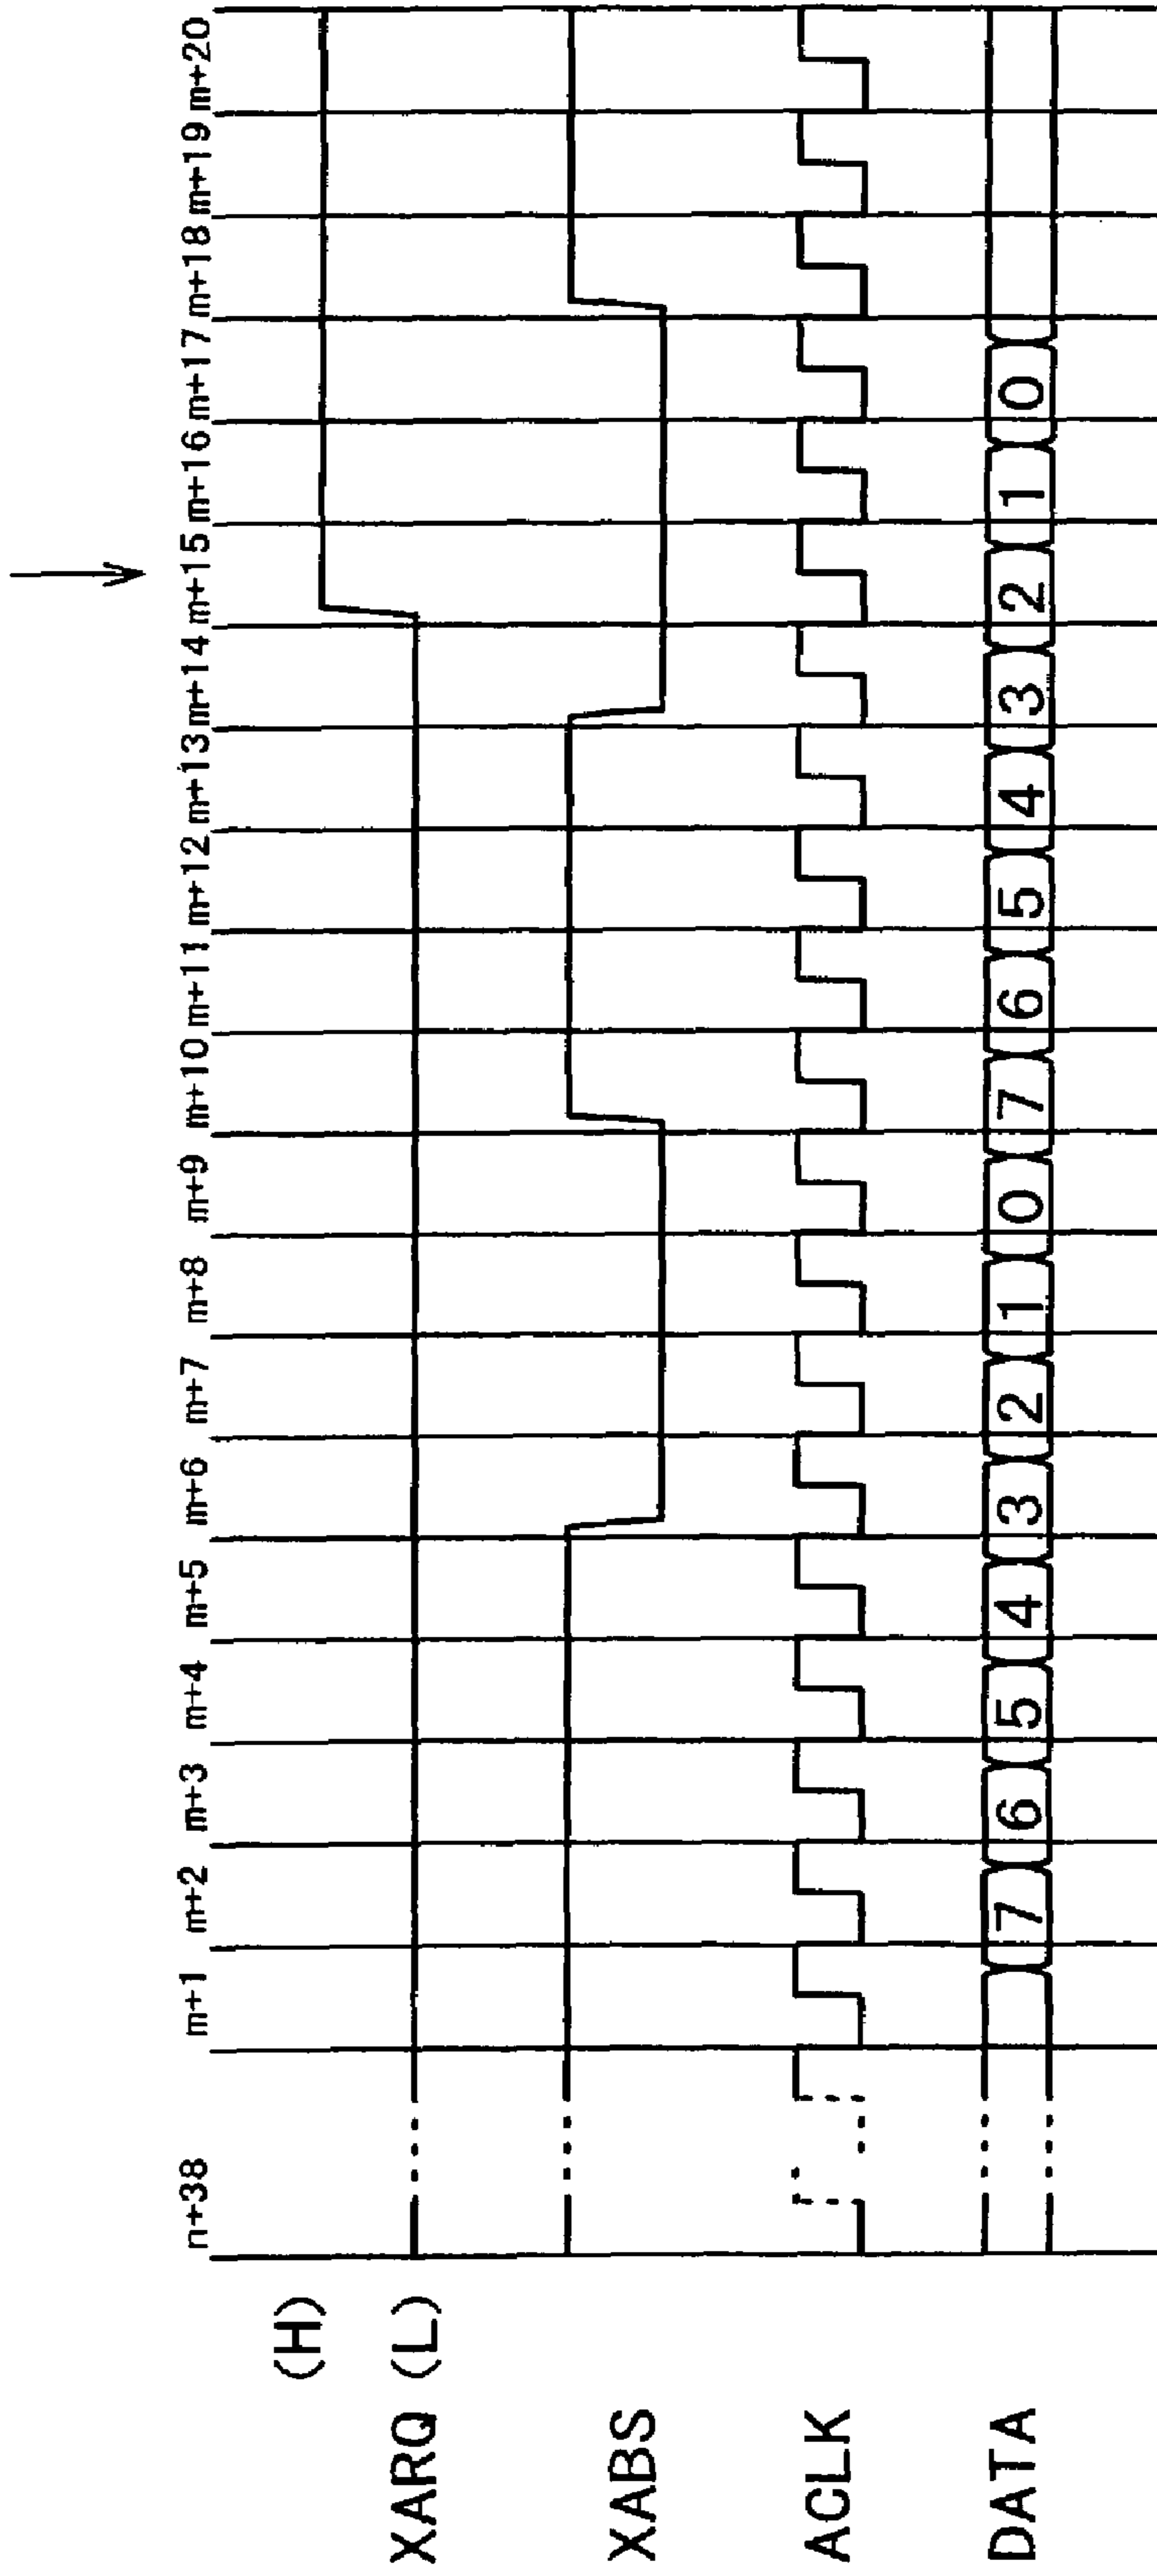 n+38 m+1 m+2 m+3 m+4 m+5 m+6 m+7 m+8 m+9 m+10 m+11 m+12 m+13 m+14 m+15 m+16 m+17 m+18 m+19 m+20
(H)
XARQ (L)
XABS
ACLK
DATA 7 6 5 4 3 2 1 0 7 6 5 4 3 2 1 0